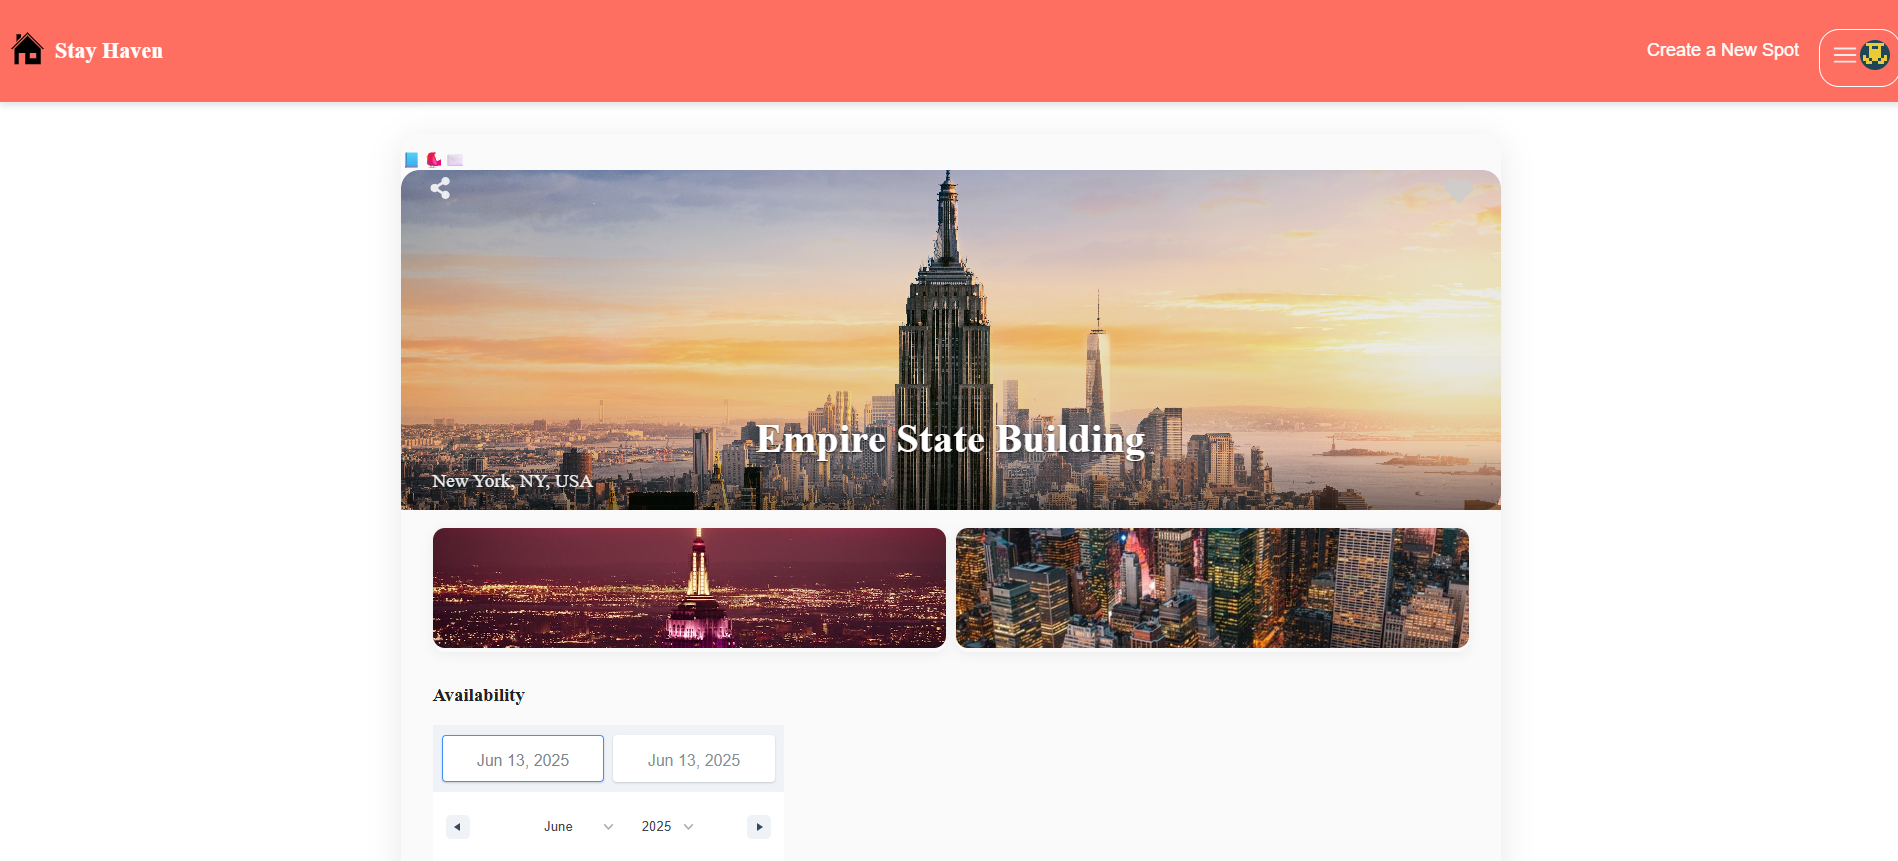 Stay Haven
Create a New Spot
Empire State Building
New York, NY, USA
Availability
Jun 13, 2025
Jun 13, 2025
June
2025